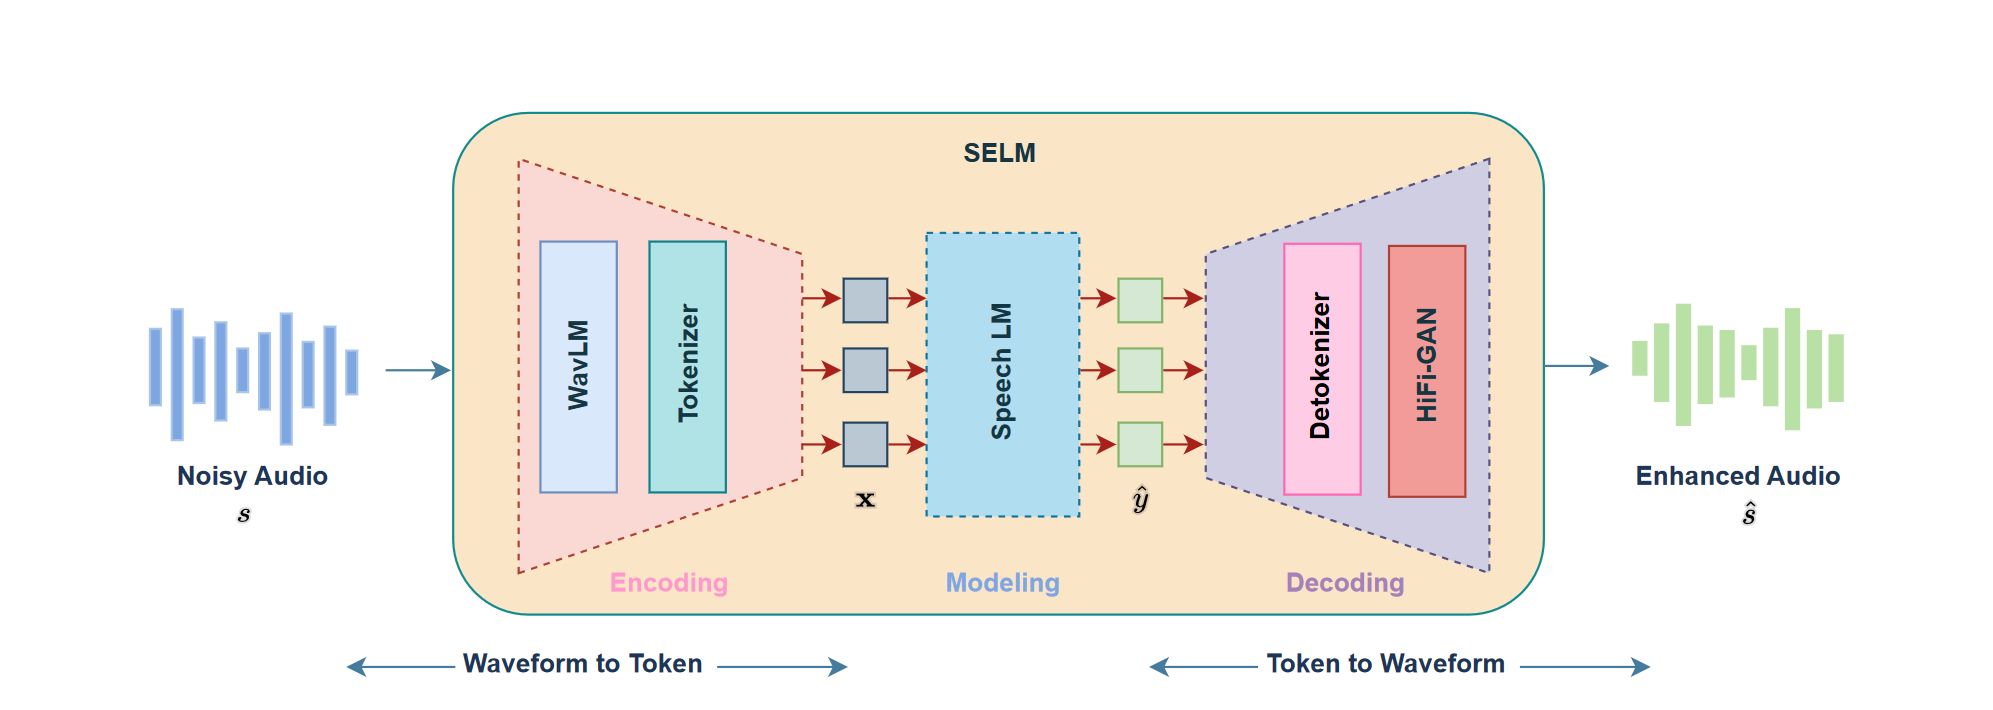 SELM
WavLM
Tokenizer
Speech LM
Detokenizer
HiFi-GAN
Noisy Audio
s
x
ŷ
Enhanced Audio
ŝ
Encoding
Modeling
Decoding
Waveform to Token
Token to Waveform